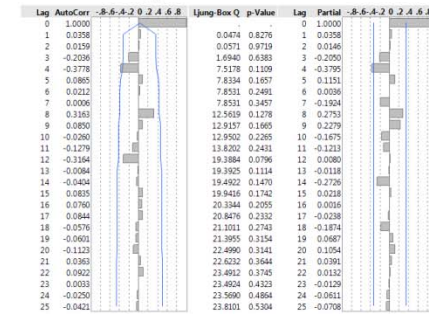 Lag AutoCorr -.8-.6-.4-.2 0 .2 .4 .6 .8 Ljung-Box Q p-Value Lag Partial -.8-.6-.4-.2 0 .2 .4 .6 .8
0 1.0000 . . 0 1.0000
1 0.0358 0.0474 0.8276 1 0.0358
2 0.0159 0.0571 0.9719 2 0.0146
3 -0.2036 1.6940 0.6383 3 -0.2050
4 -0.3778 7.5178 0.1109 4 -0.3795
5 0.0865 7.8334 0.1657 5 0.1151
6 0.0212 7.8531 0.2491 6 0.0036
7 0.0006 7.8531 0.3457 7 -0.1924
8 0.3163 12.5619 0.1278 8 0.2753
9 0.0850 12.9157 0.1665 9 0.2279
10 -0.0260 12.9502 0.2265 10 -0.1675
11 -0.1279 13.8202 0.2431 11 -0.1213
12 -0.3164 19.3884 0.0796 12 0.0080
13 -0.0084 19.3925 0.1114 13 -0.0118
14 -0.0404 19.4922 0.1470 14 -0.2726
15 0.0835 19.9416 0.1742 15 0.0218
16 0.0760 20.3344 0.2055 16 0.0016
17 0.0844 20.8476 0.2332 17 -0.0238
18 -0.0576 21.1011 0.2743 18 -0.1874
19 -0.0601 21.3955 0.3154 19 0.0687
20 -0.1123 22.4990 0.3141 20 0.1054
21 0.0363 22.6232 0.3644 21 0.0391
22 0.0922 23.4912 0.3745 22 0.0132
23 0.0033 23.4924 0.4323 23 -0.0129
24 -0.0250 23.5690 0.4864 24 -0.0611
25 -0.0421 23.8101 0.5304 25 -0.0708